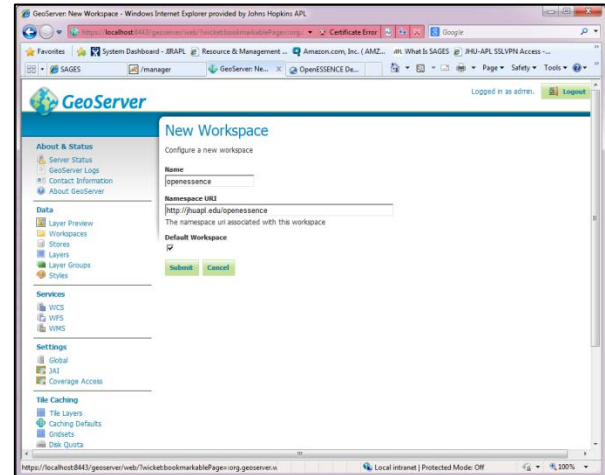 GeoServer: New Workspace - Windows Internet Explorer provided by Johns Hopkins APL
https://localhost:8443/geoserver/web/?wicket:bookmarkablePage=:org.
Certificate Error
Google
Favorites
System Dashboard - JIRAPL
Resource & Management ...
Amazon.com, Inc. ( AMZ...
What Is SAGES
JHU-APL SSLVPN Access -...
SAGES
/manager
GeoServer: Ne...
OpenESSENCE De...
Page
Safety
Tools
GeoServer
Logged in as admin.
Logout
About & Status
Server Status
GeoServer Logs
Contact Information
About GeoServer
Data
Layer Preview
Workspaces
Stores
Layers
Layer Groups
Styles
Services
WCS
WFS
WMS
Settings
Global
JAI
Coverage Access
Tile Caching
Tile Layers
Caching Defaults
Gridsets
Disk Quota
New Workspace
Configure a new workspace
Name
openessence
Namespace URI
http://jhuapl.edu/openessence
The namespace uri associated with this workspace
Default Workspace
Submit
Cancel
https://localhost:8443/geoserver/web/?wicket:bookmarkablePage=:org.geoserver.w
Local intranet | Protected Mode: Off
100%